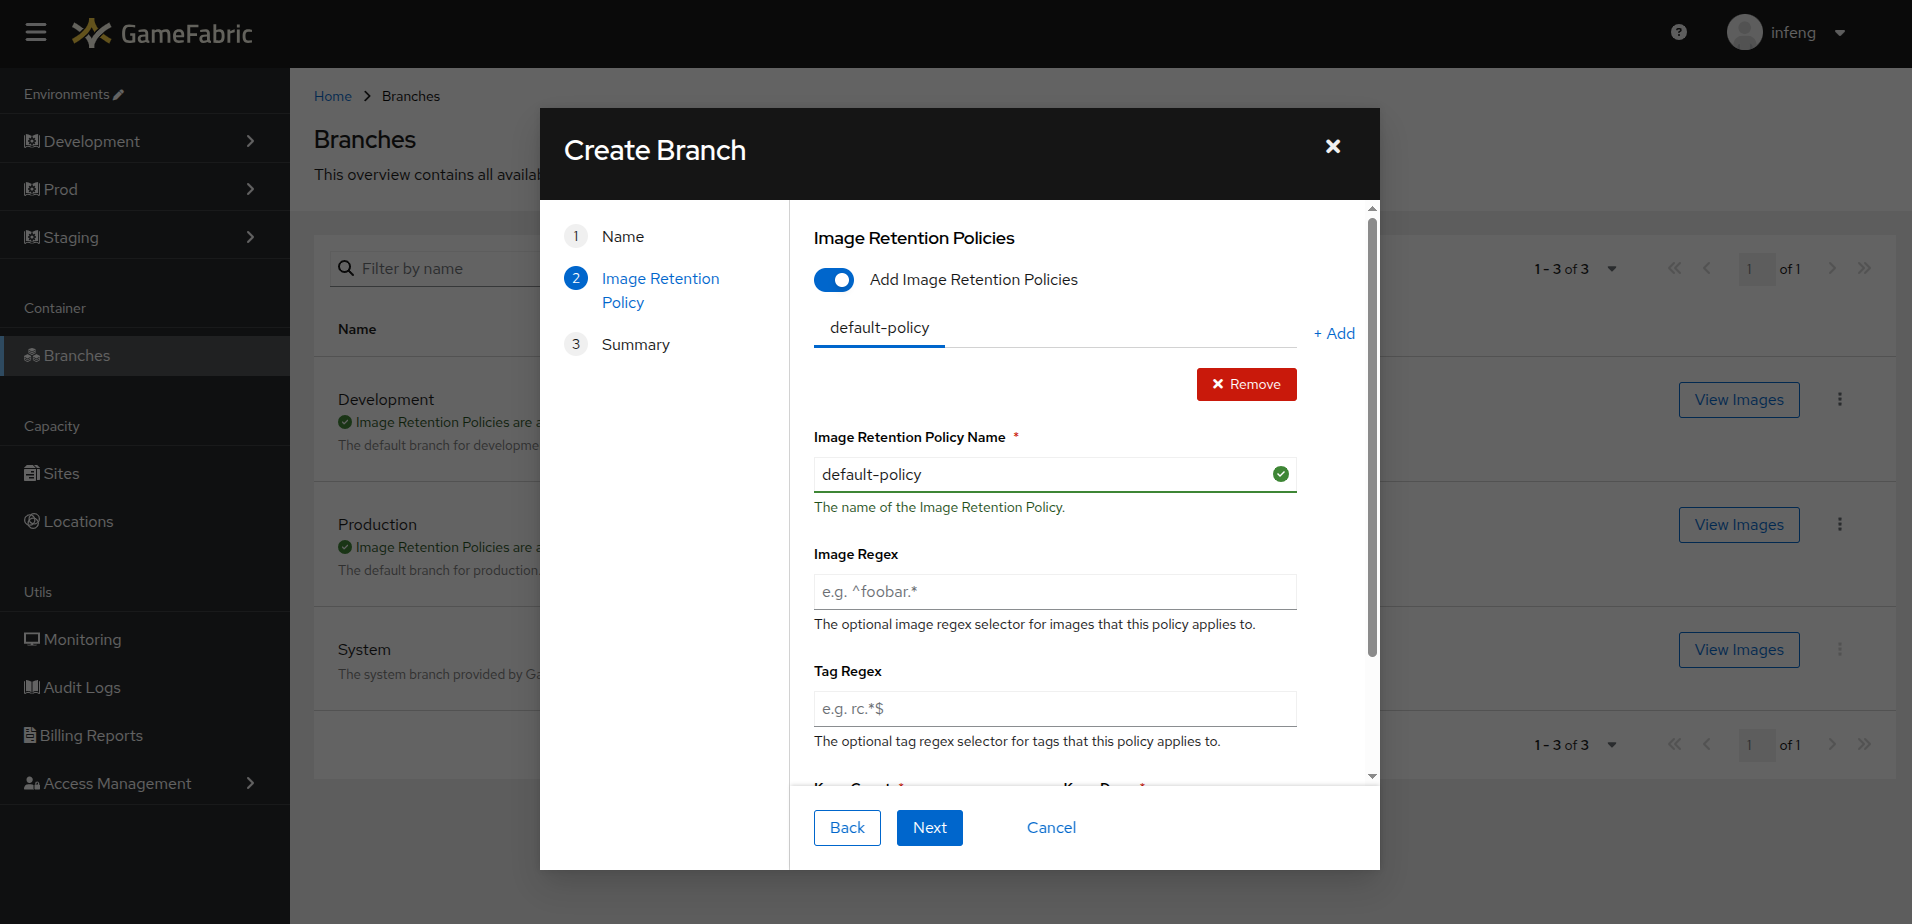 GameFabric
infeng
Environments
Development
Prod
Staging
Container
Branches
Capacity
Sites
Locations
Utils
Monitoring
Audit Logs
Billing Reports
Access Management
Home Branches
Branches
This overview contains all availa
Filter by name
1 - 3 of 3
1 of 1
Name
Development
Image Retention Policies are a
The default branch for developme
View Images
Production
Image Retention Policies are a
The default branch for production.
View Images
System
The system branch provided by Ga
View Images
1 - 3 of 3
1 of 1
Create Branch
1 Name
2 Image Retention
Policy
3 Summary
Image Retention Policies
Add Image Retention Policies
default-policy
+ Add
Remove
Image Retention Policy Name *
default-policy
The name of the Image Retention Policy.
Image Regex
e.g. ^foobar.*
The optional image regex selector for images that this policy applies to.
Tag Regex
e.g. rc.*$
The optional tag regex selector for tags that this policy applies to.
Back
Next
Cancel